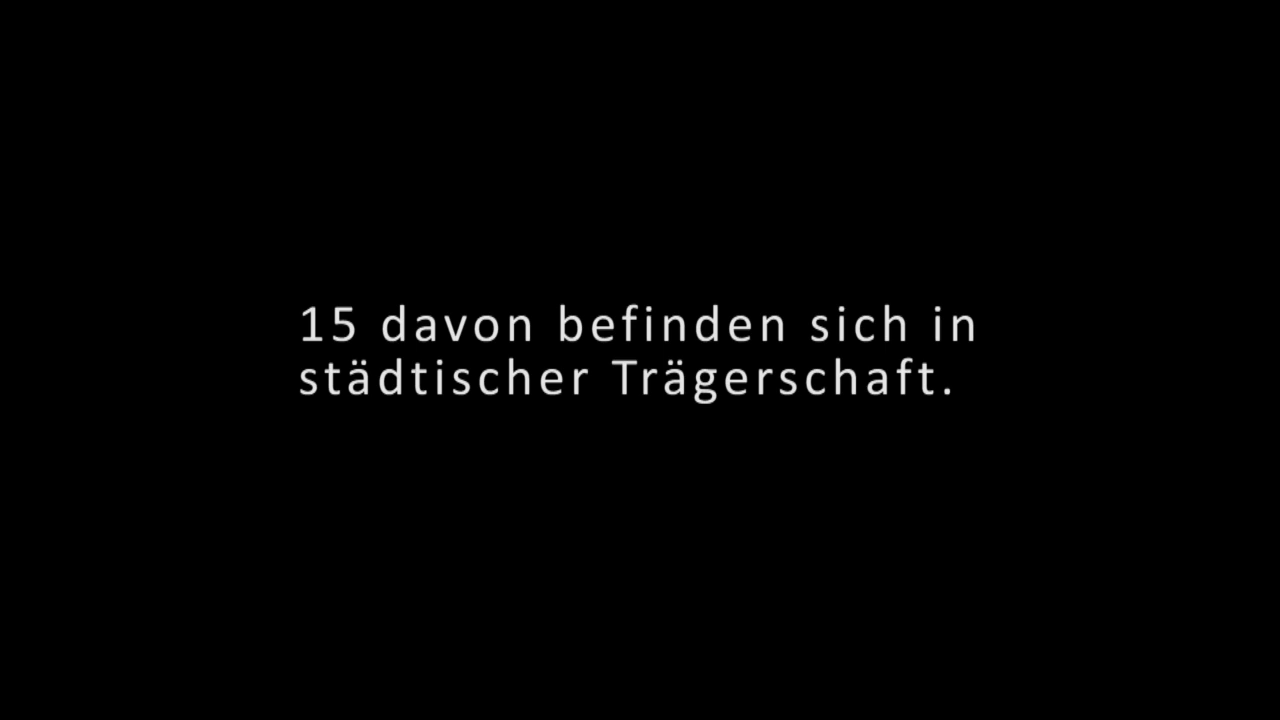 15 davon befinden sich in
städtischer Trägerschaft.